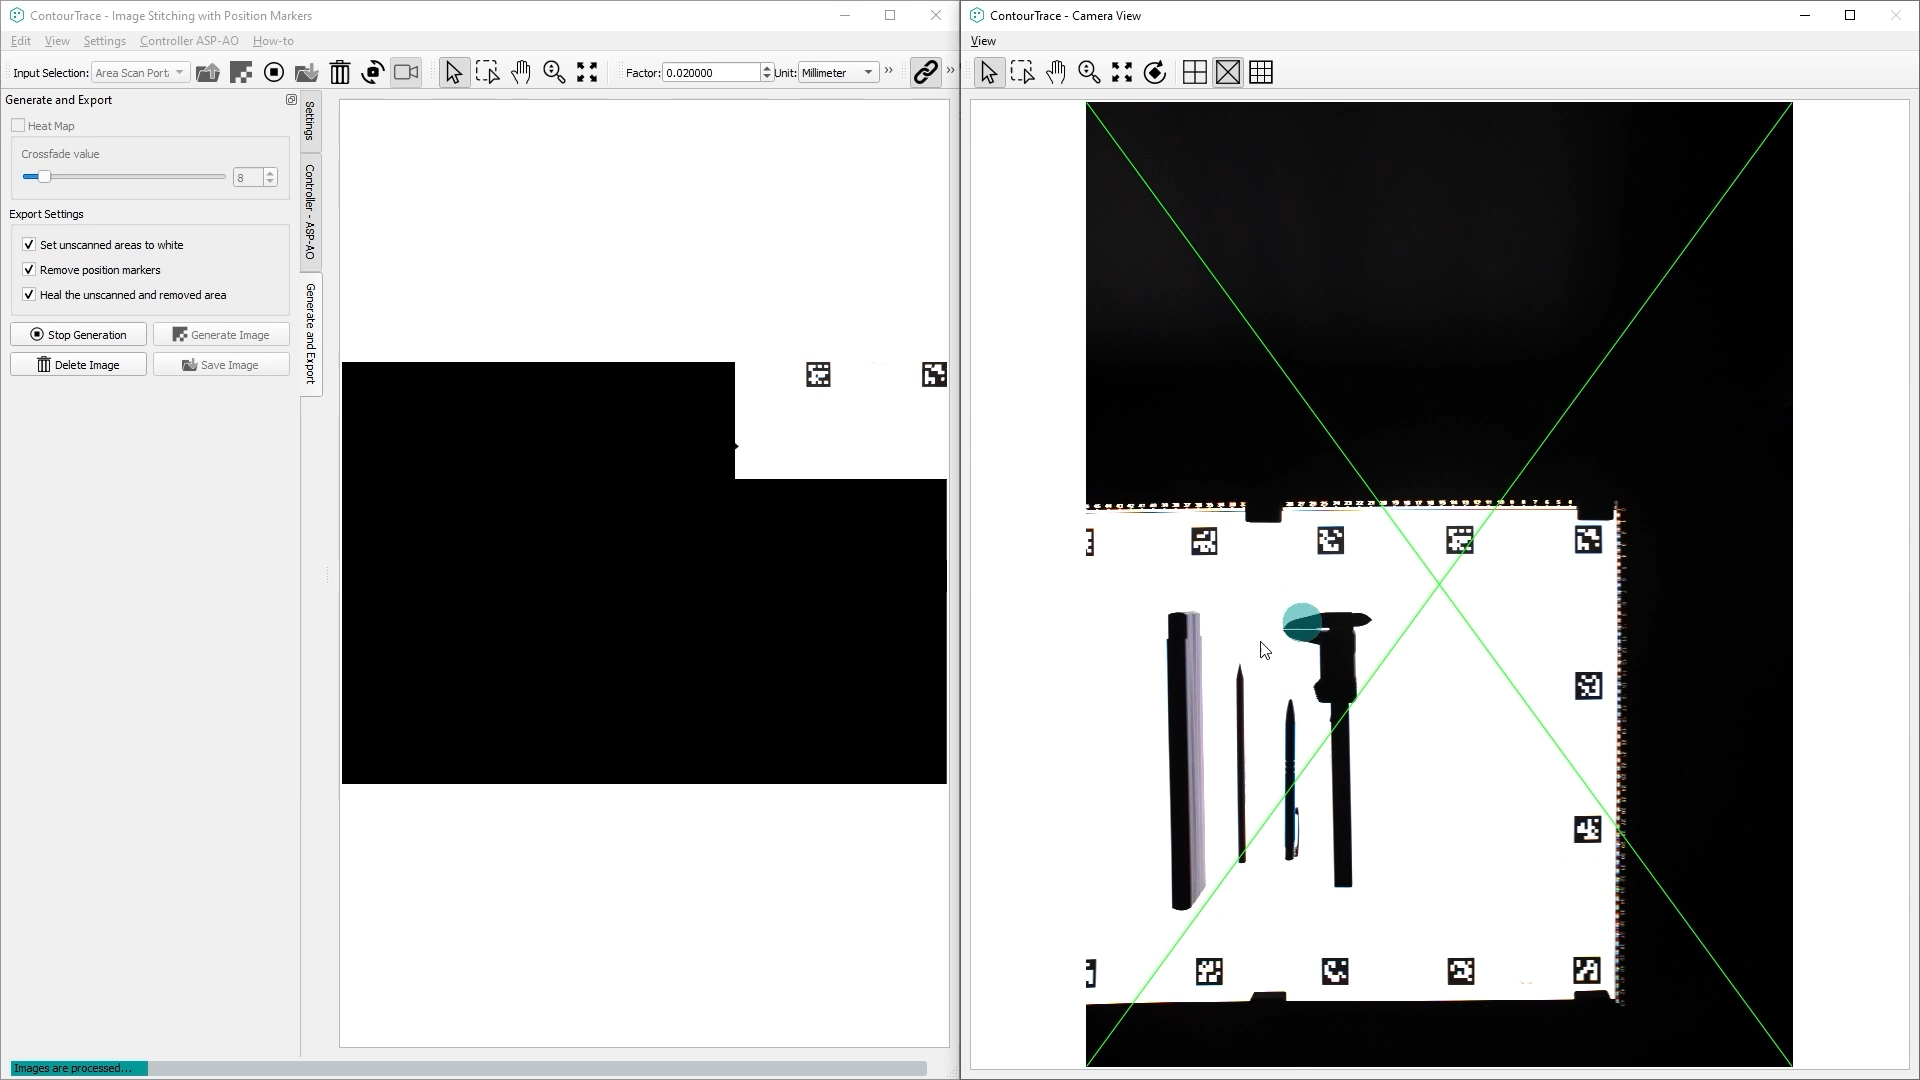 ContourTrace - Image Stitching with Position Markers
Edit View Settings Controller ASP-AO How-to
Input Selection: Area Scan Port
Factor: 0.020000 Unit: Millimeter
Generate and Export
Heat Map
Crossfade value
8
Export Settings
Set unscanned areas to white
Remove position markers
Heal the unscanned and removed area
Stop Generation
Generate Image
Delete Image
Save Image
Settings
Controller - ASP-AO
Generate and Export
Images are processed...
ContourTrace - Camera View
View